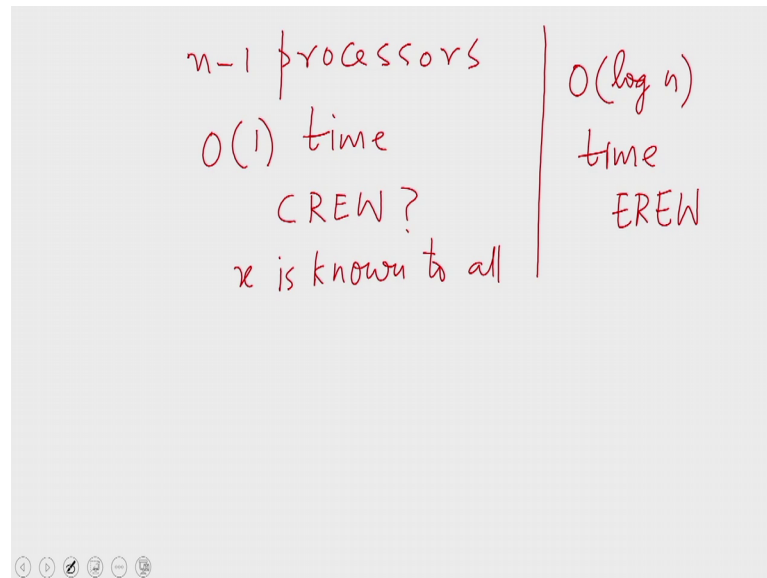 n-1 processors
O(1) time
CREW?
x is known to all
O(log n)
time
EREW